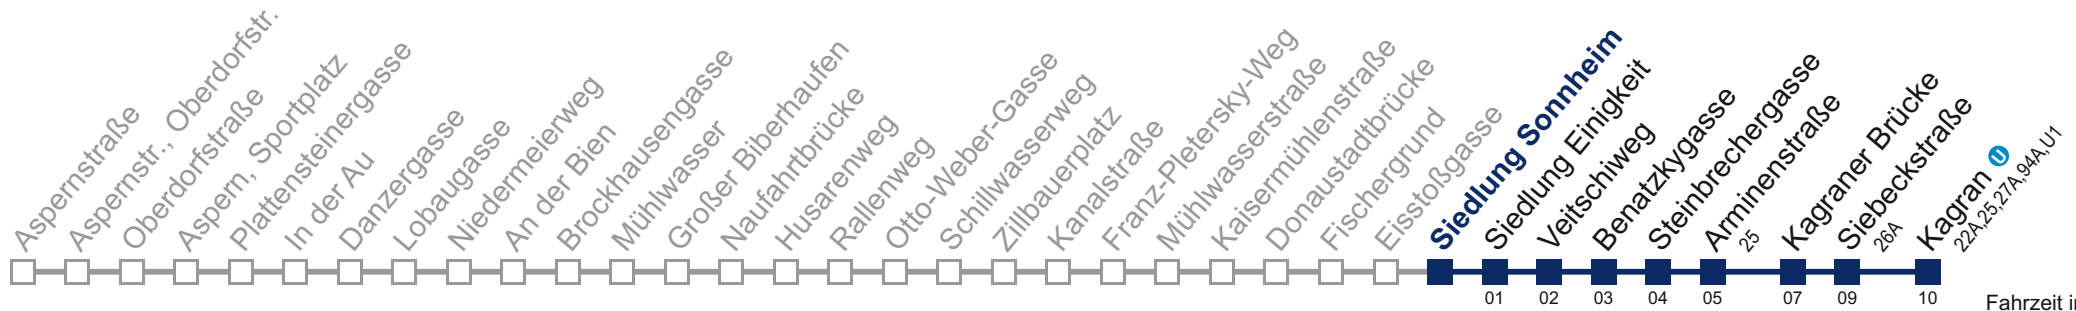 Aspernstraße
Aspernstr., Oberdorfstr.
Oberdorfstraße
Aspern, Sportplatz
Plattensteinergasse
In der Au
Danzergasse
Lobaugasse
Niedermeierweg
An der Bien
Brockhausengasse
Mühlwasser
Großer Biberhaufen
Naufahrtbrücke
Husarenweg
Rallenweg
Otto-Weber-Gasse
Schillwasserweg
Zillbauerplatz
Kanalstraße
Franz-Pletersky-Weg
Mühlwasserstraße
Kaisermühlenstraße
Donaustadtbrücke
Fischergrund
Eisstoßgasse
Siedlung Sonnheim
Siedlung Einigkeit
Veitschiweg
Benatzkygasse
Steinbrechergasse
Arminenstraße
25
Kagraner Brücke
Siebeckstraße
26A
Kagran U
22A,25,27A,94A,U1
01 02 03 04 05 07 09 10
Fahrzeit